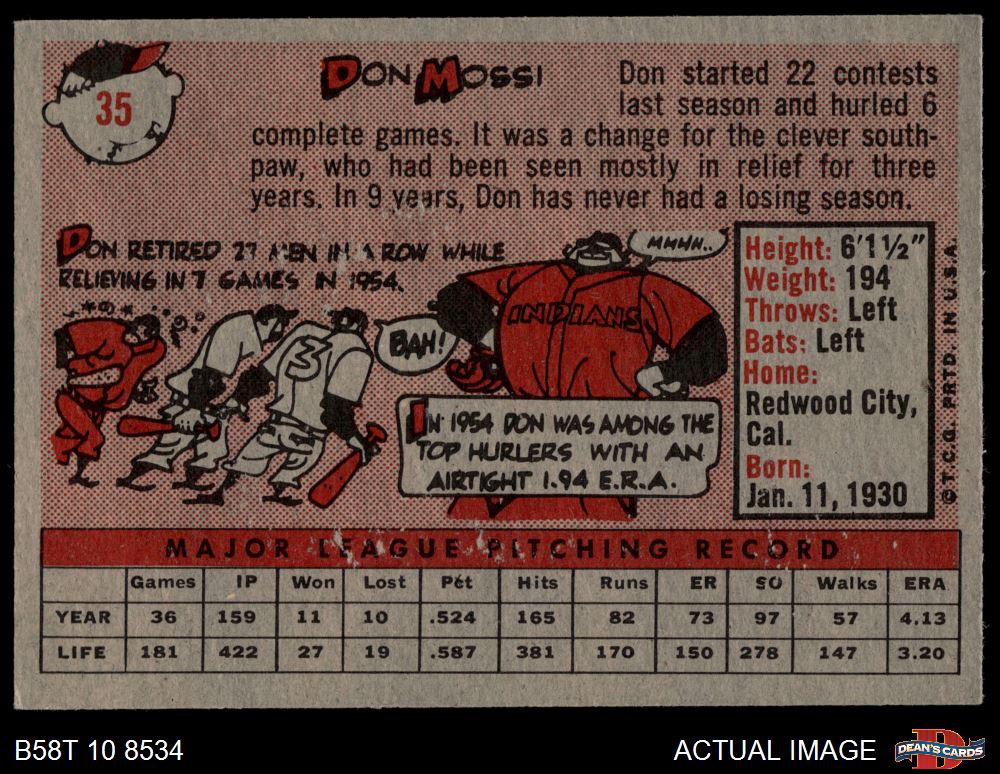 35
DON MOSSI
Don started 22 contests
last season and hurled 6
complete games. It was a change for the clever south-
paw, who had been seen mostly in relief for three
years. In 9 years, Don has never had a losing season.
DON RETIRED 27 MEN IN A ROW WHILE
RELIEVING IN 7 GAMES IN 1954.
MMHH..
INDIANS
BAH!
3
IN 1954 DON WAS AMONG THE
TOP HURLERS WITH AN
AIRTIGHT 1.94 E.R.A.
Height: 6'1½"
Weight: 194
Throws: Left
Bats: Left
Home:
Redwood City,
Cal.
Born:
Jan. 11, 1930
© T.C.G. PRTD. IN U.S.A.
MAJOR LEAGUE PITCHING RECORD
Games IP Won Lost Pct Hits Runs ER SO Walks ERA
YEAR 36 159 11 10 .524 165 82 73 97 57 4.13
LIFE 181 422 27 19 .587 381 170 150 278 147 3.20
B58T 10 8534
ACTUAL IMAGE
DEAN'S CARDS